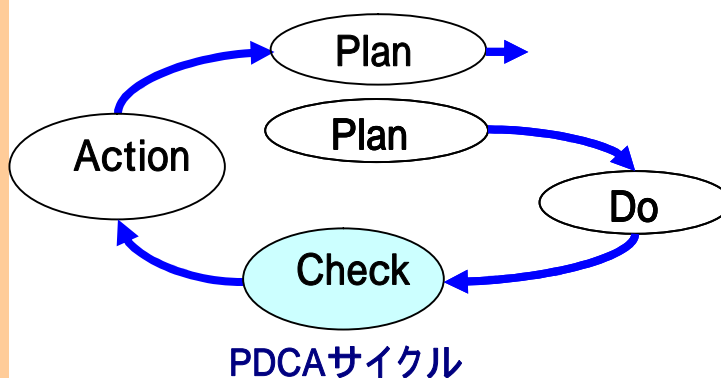 Plan
Plan
Action
Do
Check
PDCAサイクル